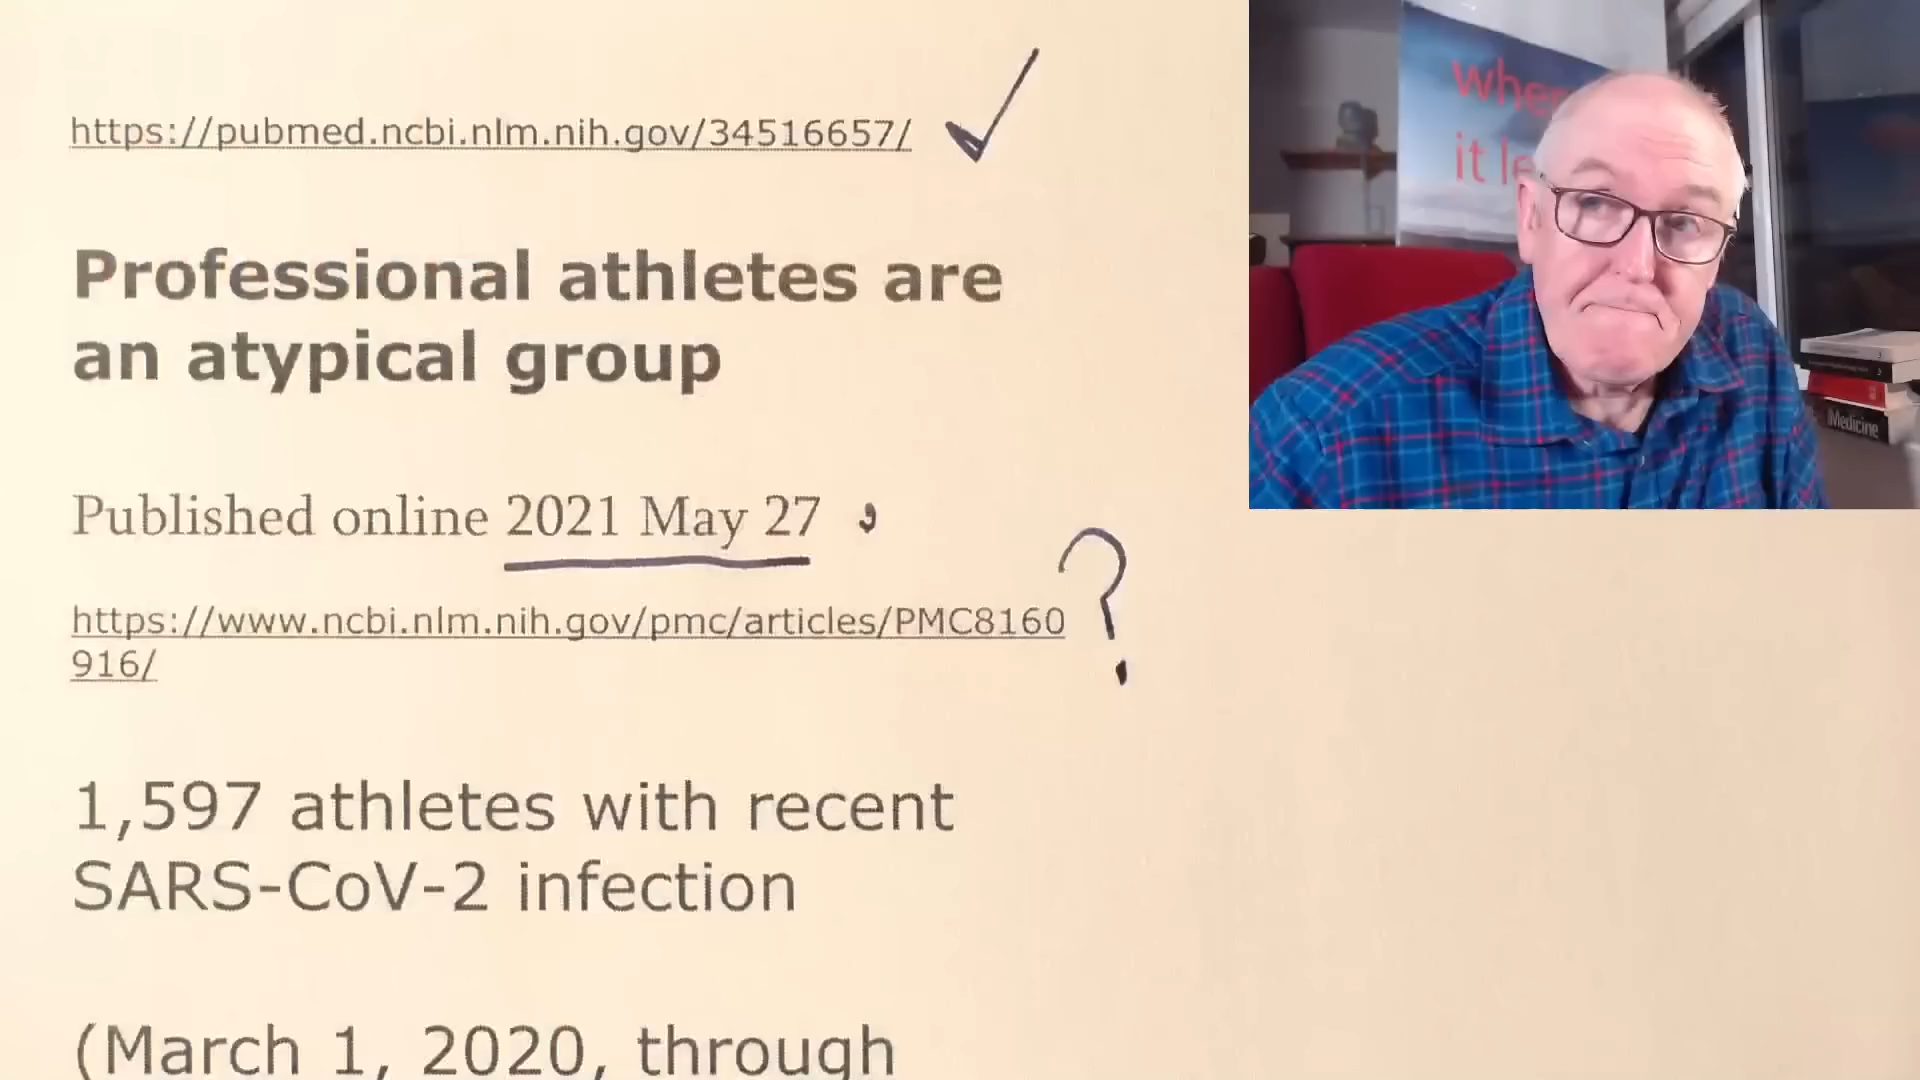 https://pubmed.ncbi.nlm.nih.gov/34516657/
Professional athletes are
an atypical group
Published online 2021 May 27
https://www.ncbi.nlm.nih.gov/pmc/articles/PMC8160
916/
?
1,597 athletes with recent
SARS-CoV-2 infection
(March 1, 2020, through
it
Medicine